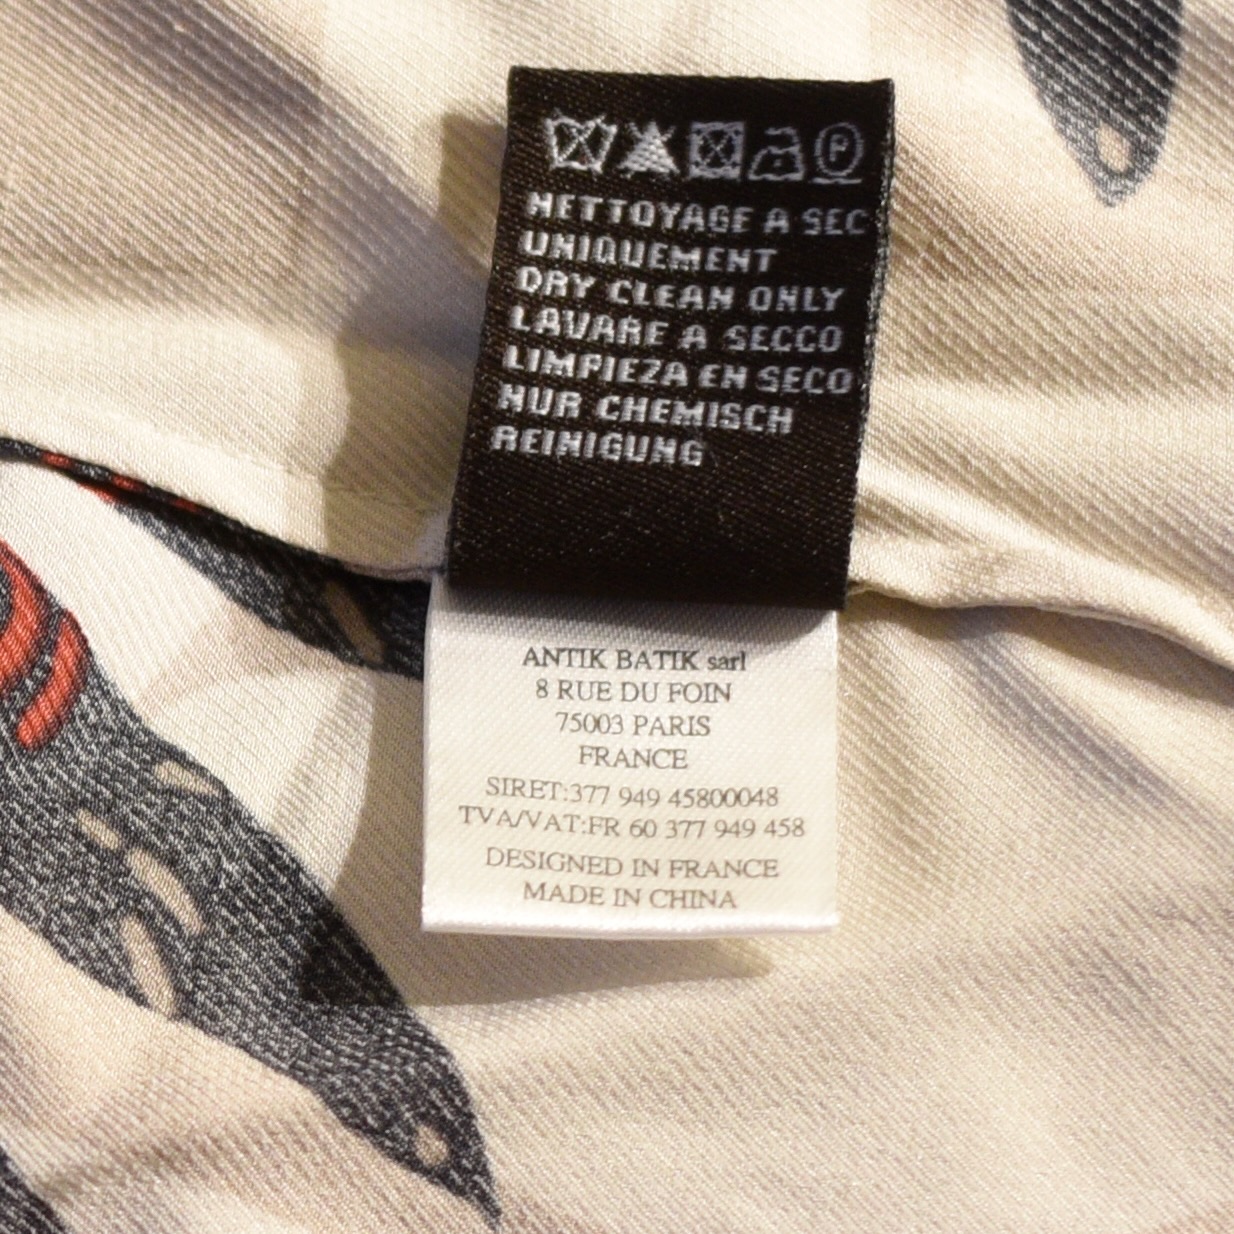 P
NETTOYAGE A SEC
UNIQUEMENT
DRY CLEAN ONLY
LAVARE A SECCO
LIMPIEZA EN SECO
NUR CHEMISCH
REINIGUNG
ANTIK BATIK sarl
8 RUE DU FOIN
75003 PARIS
FRANCE
SIRET:377 949 45800048
TVA/VAT:FR 60 377 949 458
DESIGNED IN FRANCE
MADE IN CHINA